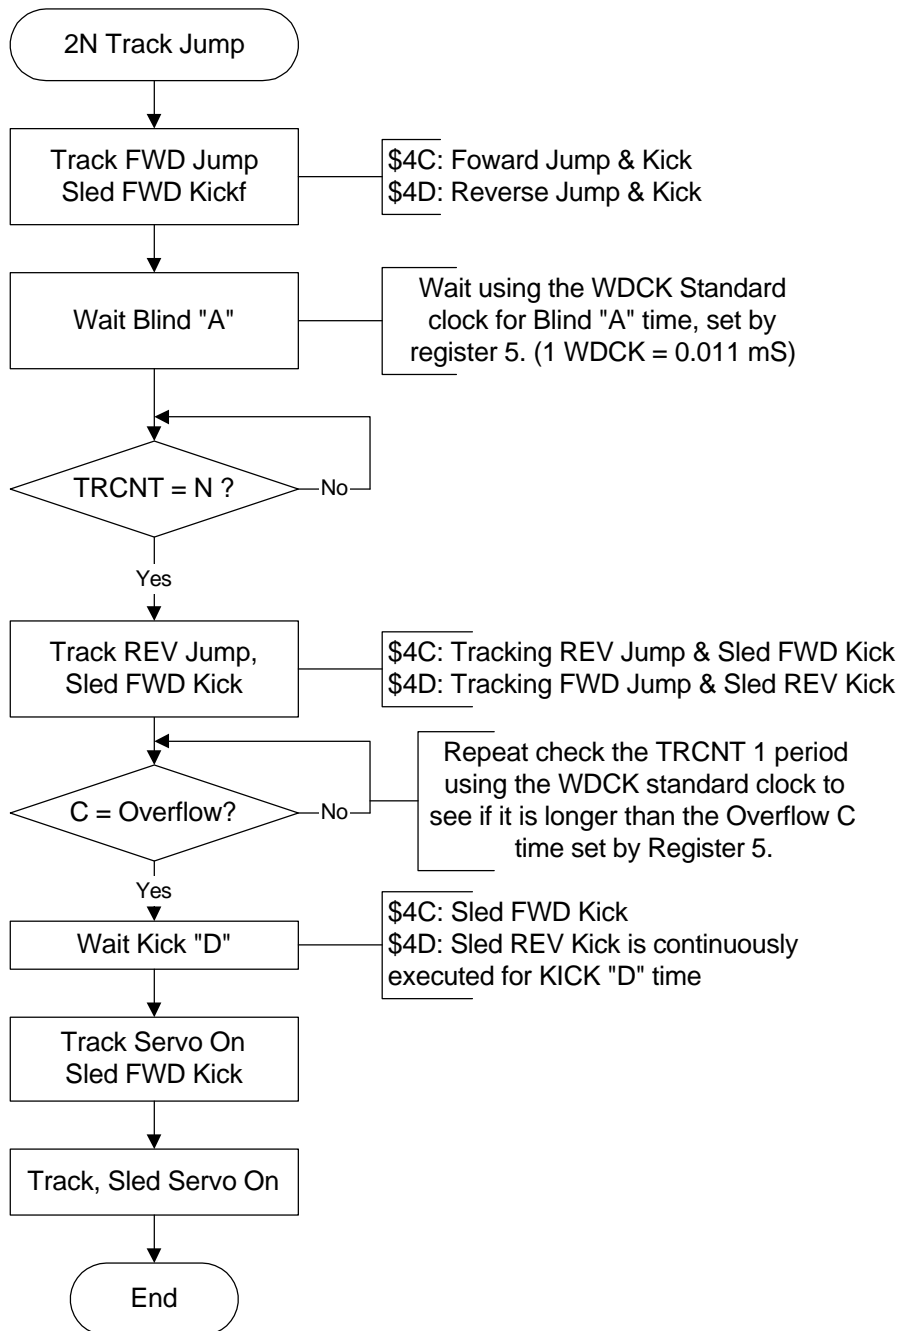 2N Track Jump
Track FWD Jump
Sled FWD Kickf
$4C: Foward Jump & Kick
$4D: Reverse Jump & Kick
Wait Blind "A"
Wait using the WDCK Standard
clock for Blind "A" time, set by
register 5. (1 WDCK = 0.011 mS)
TRCNT = N ?
No
Yes
Track REV Jump,
Sled FWD Kick
$4C: Tracking REV Jump & Sled FWD Kick
$4D: Tracking FWD Jump & Sled REV Kick
C = Overflow?
No
Repeat check the TRCNT 1 period
using the WDCK standard clock to
see if it is longer than the Overflow C
time set by Register 5.
Yes
Wait Kick "D"
$4C: Sled FWD Kick
$4D: Sled REV Kick is continuously
executed for KICK "D" time
Track Servo On
Sled FWD Kick
Track, Sled Servo On
End